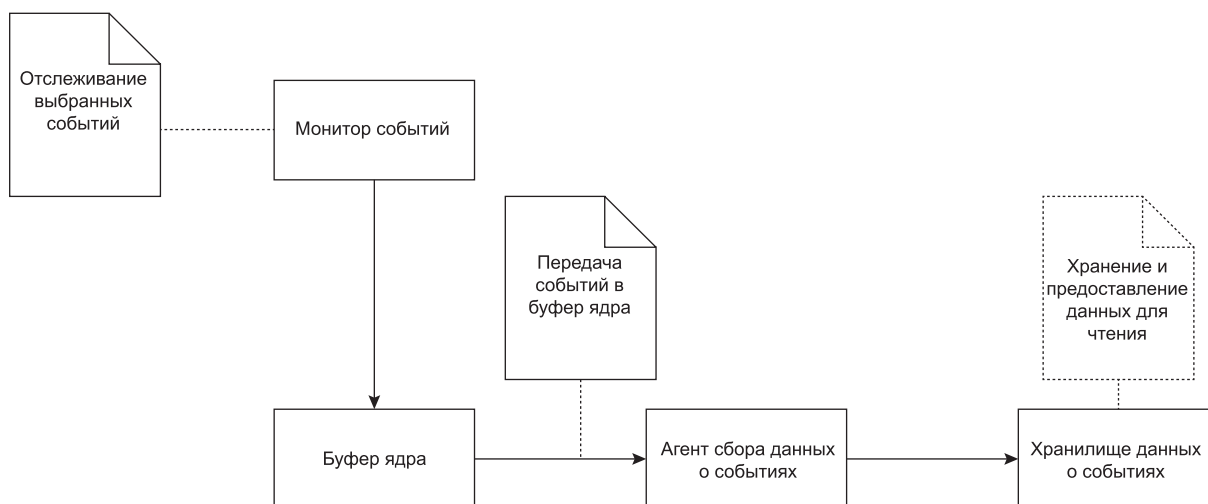 Отслеживание
выбранных
событий
Монитор событий
Передача
событий в
буфер ядра
Хранение и
предоставление
данных для
чтения
Буфер ядра
Агент сбора данных
о событиях
Хранилище данных
о событиях